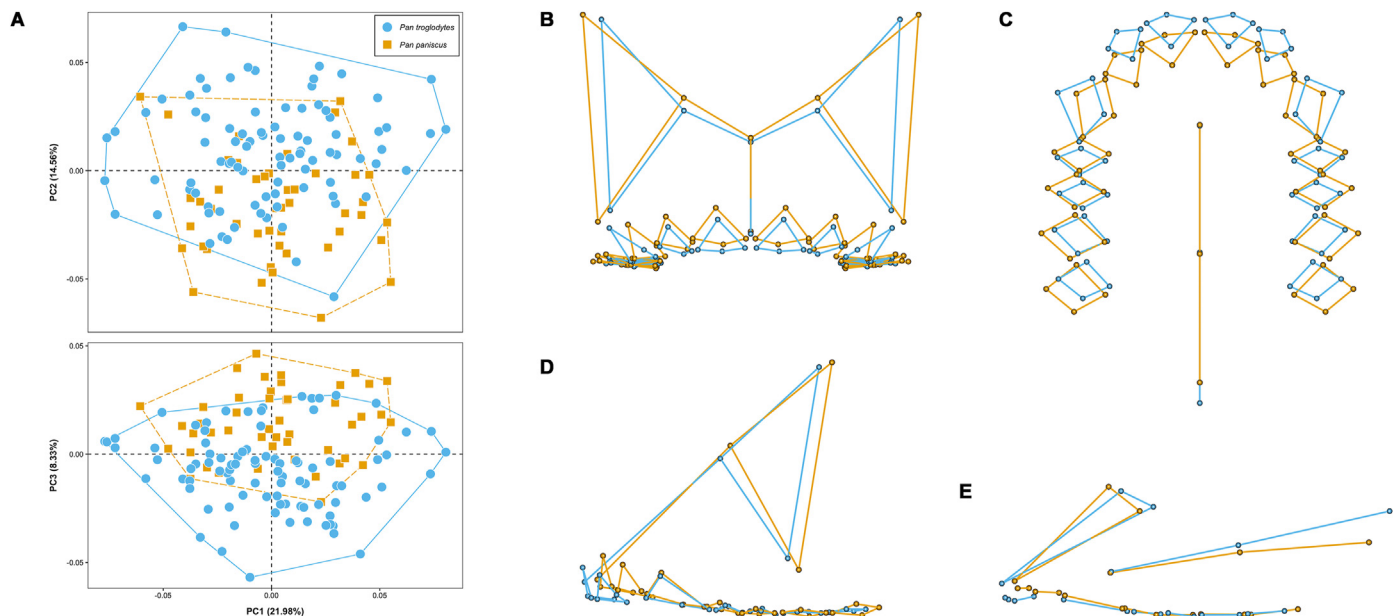 A
Pan troglodytes
Pan paniscus
0.05
0.00
-0.05
PC2 (14.56%)
0.05
0.00
-0.05
PC3 (8.33%)
-0.05
0.00
0.05
PC1 (21.98%)
B
C
D
E